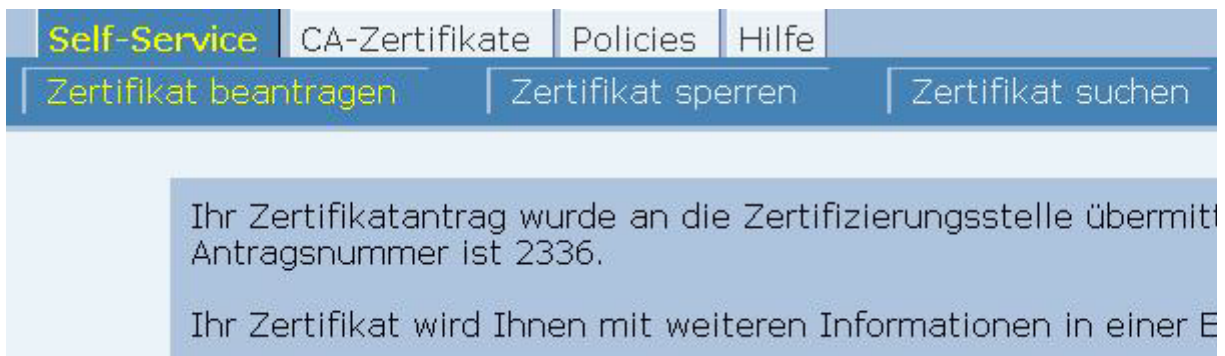 Self-Service CA-Zertifikate Policies Hilfe
Zertifikat beantragen Zertifikat sperren Zertifikat suchen
Ihr Zertifikatantrag wurde an die Zertifizierungsstelle übermitt
Antragsnummer ist 2336.
Ihr Zertifikat wird Ihnen mit weiteren Informationen in einer E